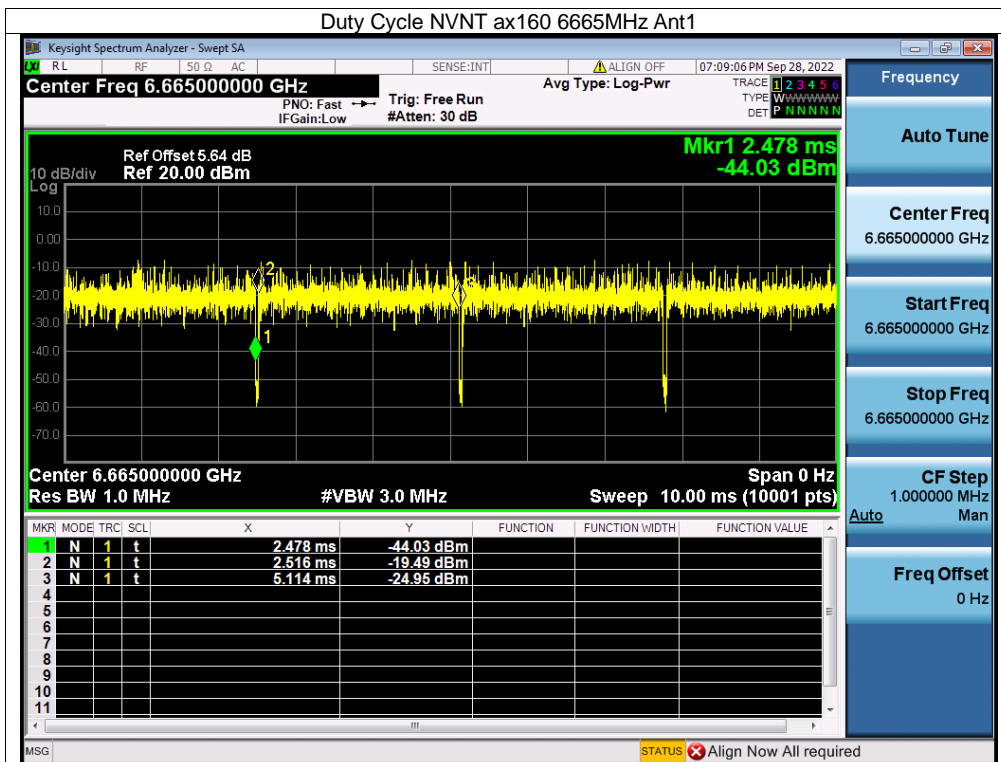 Duty Cycle NVNT ax160 6665MHz Ant1
Keysight Spectrum Analyzer - Swept SA
LXI RL RF 50 Ω AC SENSE:INT ALIGN OFF 07:09:06 PM Sep 28, 2022
Center Freq 6.665000000 GHz
PNO: Fast
IFGain:Low
Trig: Free Run
#Atten: 30 dB
Avg Type: Log-Pwr
TRACE 1 2 3 4 5 6
TYPE WWWWWW
DET P N N N N N
Ref Offset 5.64 dB
Ref 20.00 dBm
10 dB/div
Log
Mkr1 2.478 ms
-44.03 dBm
10.0
0.00
-10.0
-20.0
-30.0
-40.0
-50.0
-60.0
-70.0
2
3
1
Center 6.665000000 GHz
Span 0 Hz
Res BW 1.0 MHz
#VBW 3.0 MHz
Sweep 10.00 ms (10001 pts)
MKR MODE TRC SCL X Y FUNCTION FUNCTION WIDTH FUNCTION VALUE
1 N 1 t 2.478 ms -44.03 dBm
2 N 1 t 2.516 ms -19.49 dBm
3 N 1 t 5.114 ms -24.95 dBm
4
5
6
7
8
9
10
11
MSG
STATUS Align Now All required
Frequency
Auto Tune
Center Freq
6.665000000 GHz
Start Freq
6.665000000 GHz
Stop Freq
6.665000000 GHz
CF Step
1.000000 MHz
Auto Man
Freq Offset
0 Hz